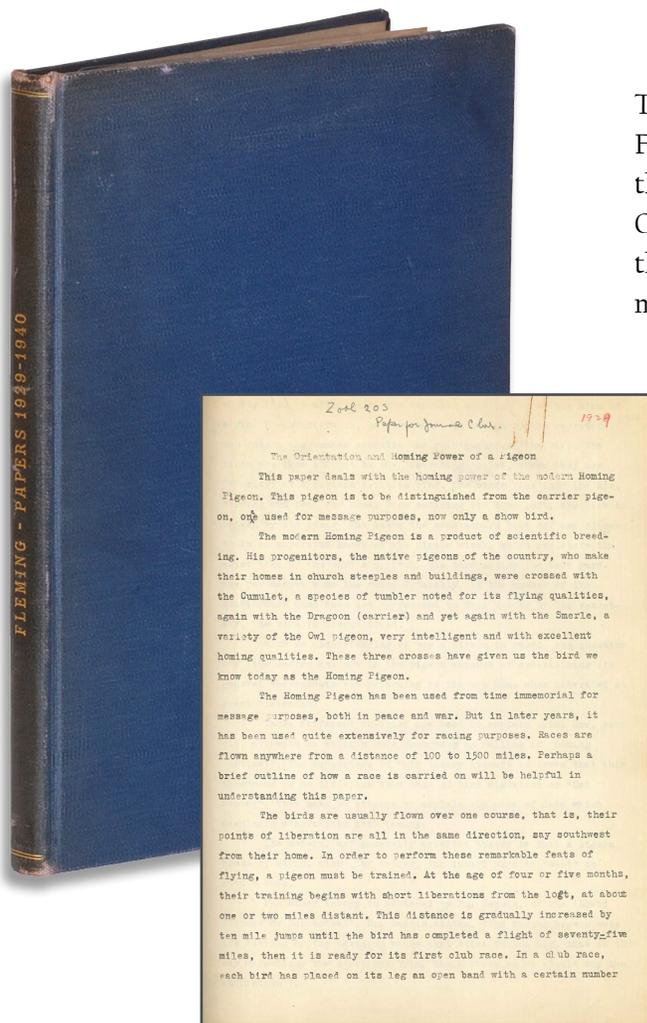 FLEMING - PAPERS 1929-1940
T
F
th
C
th
m
Zool 203
Paper for Journal Club.
1929
The Orientation and Homing Power of a Pigeon
This paper deals with the homing power of the modern Homing
Pigeon. This pigeon is to be distinguished from the carrier pige-
on, one used for message purposes, now only a show bird.
The modern Homing Pigeon is a product of scientific breed-
ing. His progenitors, the native pigeons of the country, who make
their homes in church steeples and buildings, were crossed with
the Cumulet, a species of tumbler noted for its flying qualities,
again with the Dragoon (carrier) and yet again with the Smerle, a
variety of the Owl pigeon, very intelligent and with excellent
homing qualities. These three crosses have given us the bird we
know today as the Homing Pigeon.
The Homing Pigeon has been used from time immemorial for
message purposes, both in peace and war. But in later years, it
has been used quite extensively for racing purposes. Races are
flown anywhere from a distance of 100 to 1500 miles. Perhaps a
brief outline of how a race is carried on will be helpful in
understanding this paper.
The birds are usually flown over one course, that is, their
points of liberation are all in the same direction, say southwest
from their home. In order to perform these remarkable feats of
flying, a pigeon must be trained. At the age of four or five months,
their training begins with short liberations from the loft, at about
one or two miles distant. This distance is gradually increased by
ten mile jumps until the bird has completed a flight of seventy-five
miles, then it is ready for its first club race. In a club race,
each bird has placed on its leg an open band with a certain number